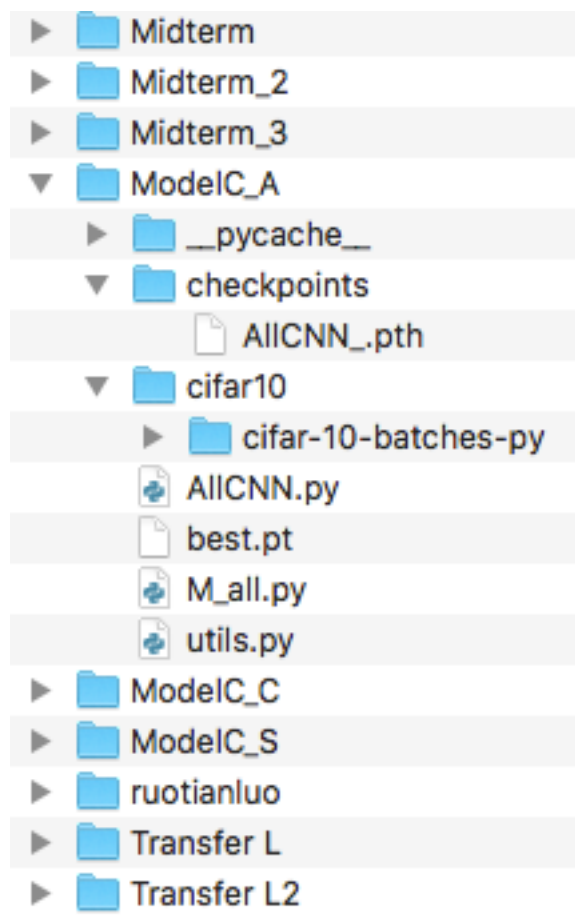 Midterm
Midterm_2
Midterm_3
ModelC_A
__pycache__
checkpoints
AllCNN_.pth
cifar10
cifar-10-batches-py
AllCNN.py
best.pt
M_all.py
utils.py
ModelC_C
ModelC_S
ruotianluo
Transfer L
Transfer L2